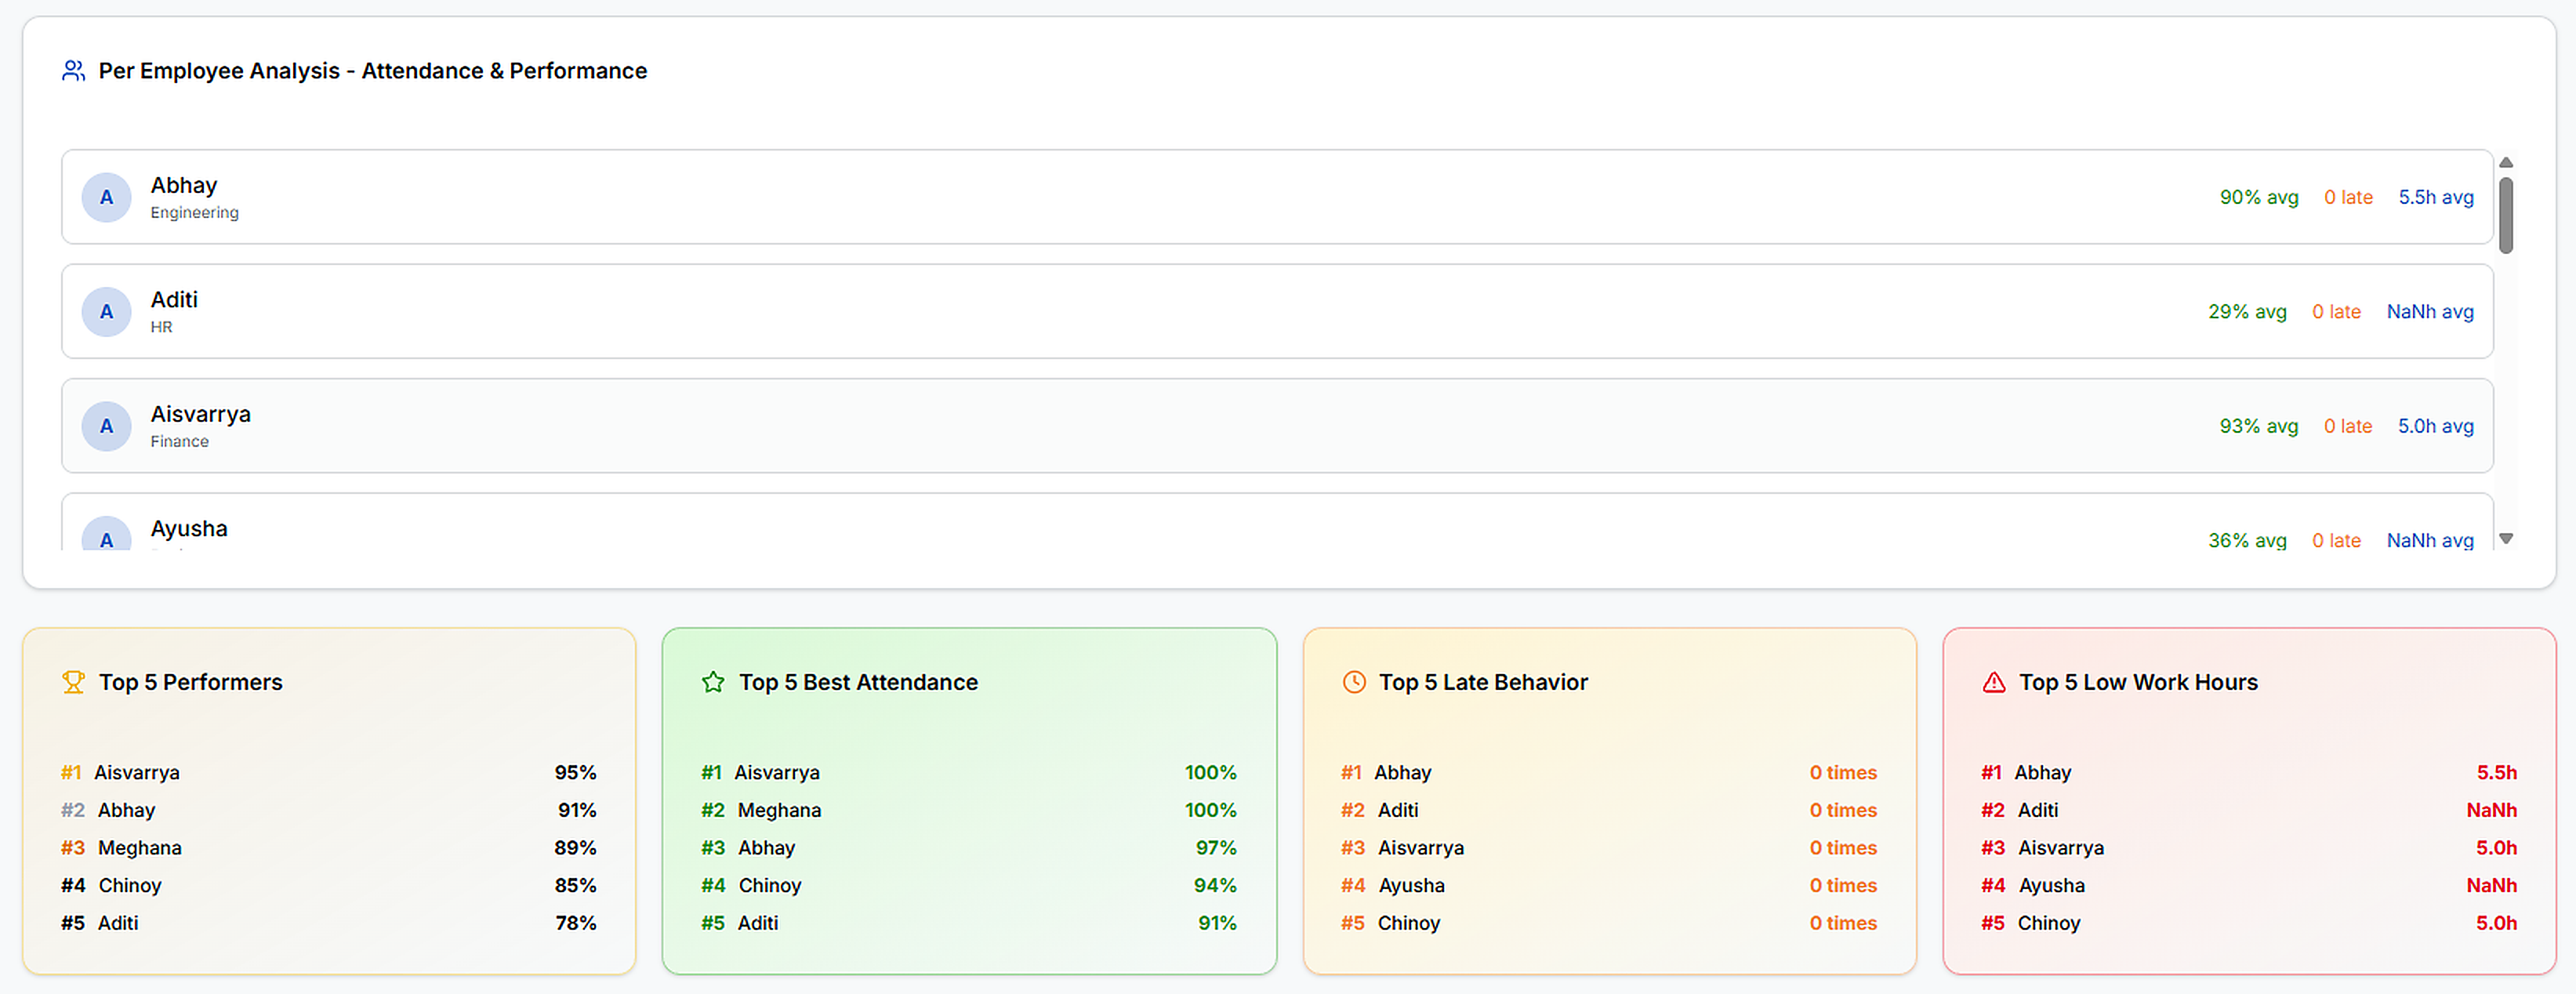 Per Employee Analysis - Attendance & Performance
A
Abhay
Engineering
90% avg 0 late 5.5h avg
A
Aditi
HR
29% avg 0 late NaNh avg
A
Aisvarrya
Finance
93% avg 0 late 5.0h avg
A
Ayusha
36% avg 0 late NaNh avg
Top 5 Performers
#1 Aisvarrya 95%
#2 Abhay 91%
#3 Meghana 89%
#4 Chinoy 85%
#5 Aditi 78%
Top 5 Best Attendance
#1 Aisvarrya 100%
#2 Meghana 100%
#3 Abhay 97%
#4 Chinoy 94%
#5 Aditi 91%
Top 5 Late Behavior
#1 Abhay 0 times
#2 Aditi 0 times
#3 Aisvarrya 0 times
#4 Ayusha 0 times
#5 Chinoy 0 times
Top 5 Low Work Hours
#1 Abhay 5.5h
#2 Aditi NaNh
#3 Aisvarrya 5.0h
#4 Ayusha NaNh
#5 Chinoy 5.0h